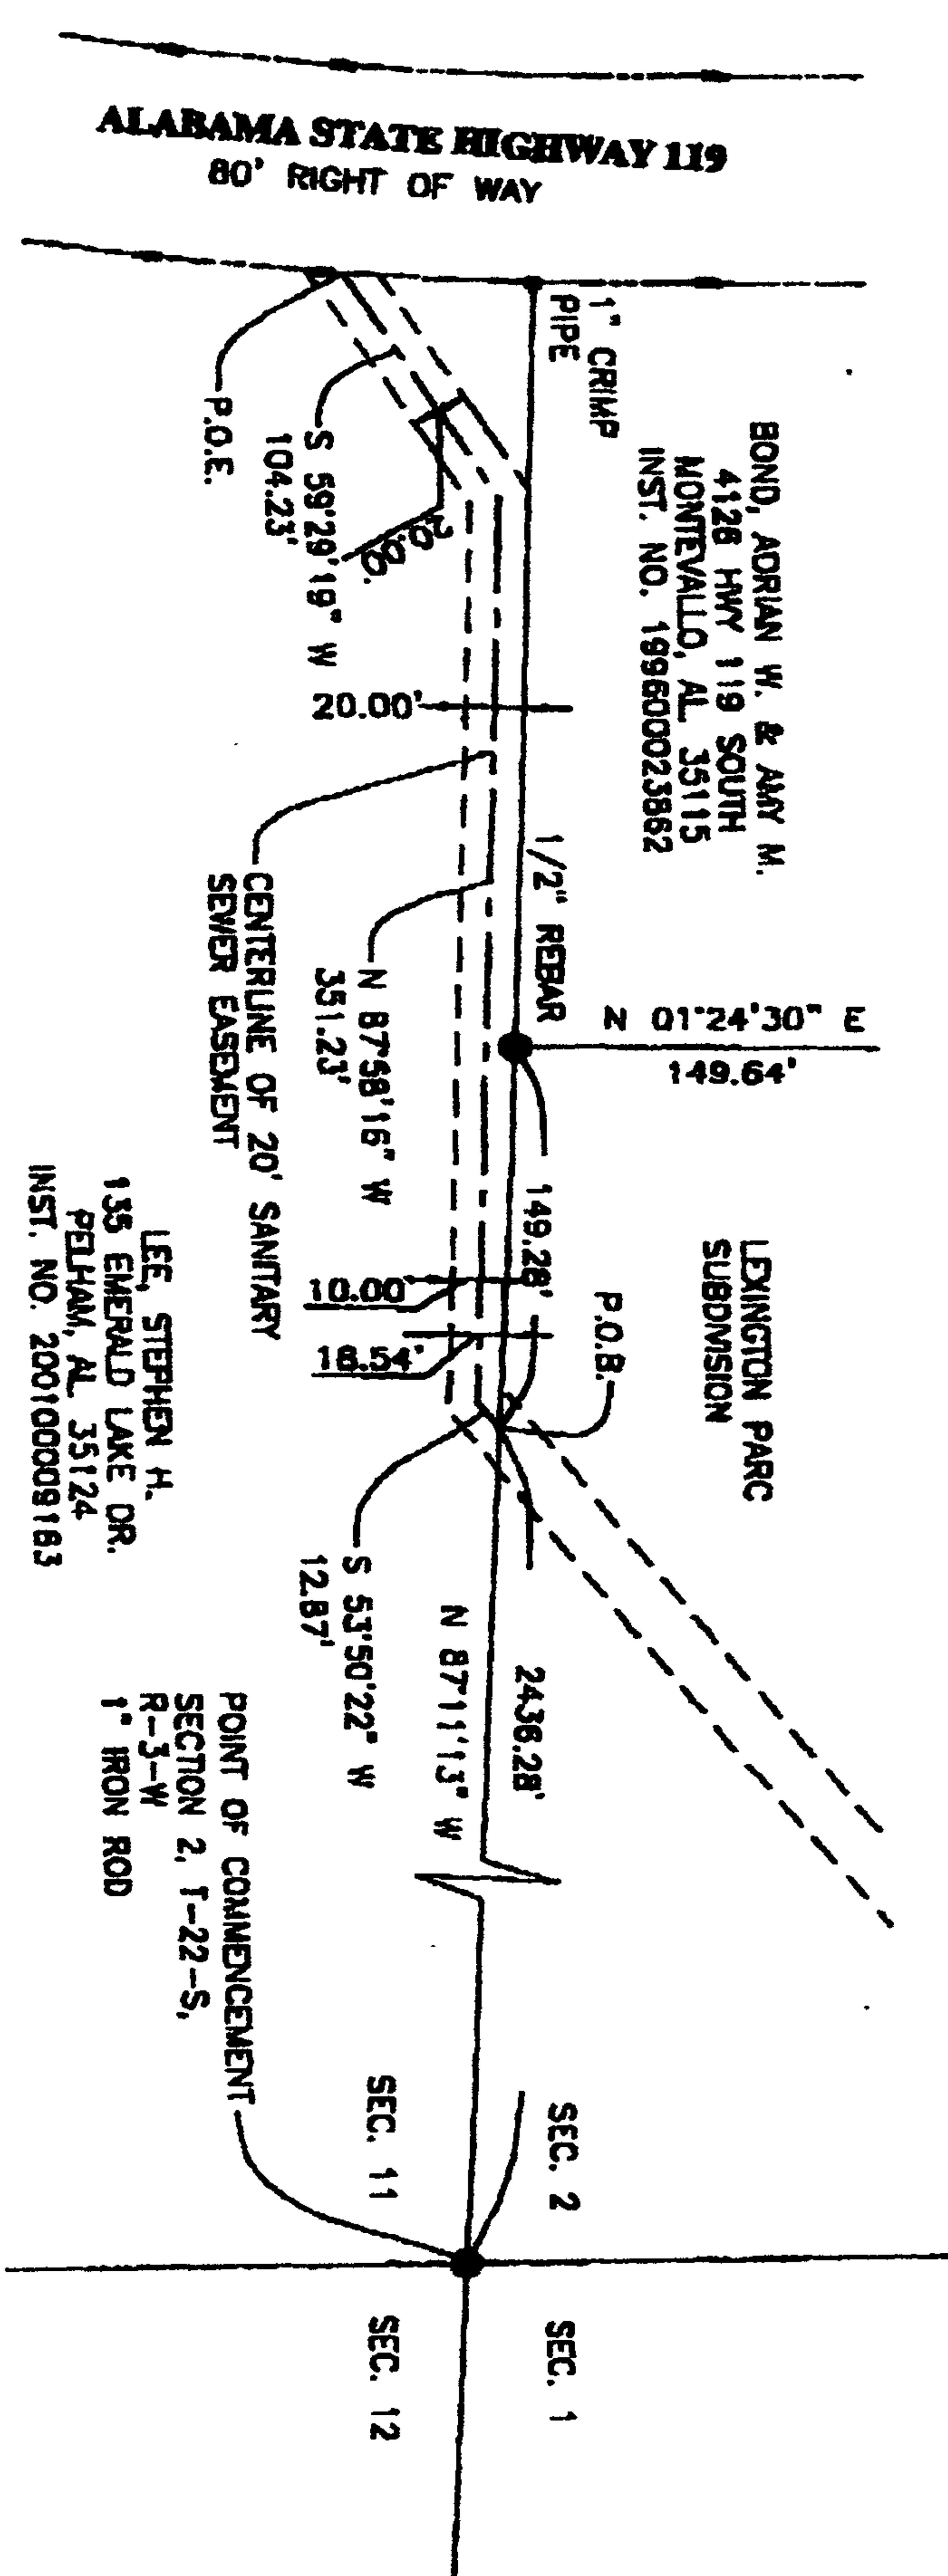 ALABAMA STATE HIGHWAY 119
80' RIGHT OF WAY
1" CRIMP
PIPE
BOND, ADRIAN W. & AMY M.
4128 HWY 119 SOUTH
MONTEVALLO, AL 35115
INST. NO. 199600023862
P.O.E.
S 59°29'19" W
104.23'
20.00'
20.00'
CENTERLINE OF 20' SANITARY
SEWER EASEMENT
1/2" REBAR
N 01°24'30" E
149.64'
N 87°58'16" W
351.23'
149.28'
10.00'
18.54'
P.O.B.
LEXINGTON PARC
SUBDIVISION
LEE, STEPHEN H.
135 EMERALD LAKE DR.
PELHAM, AL 35124
INST. NO. 200100009183
S 53°50'22" W
12.87'
2436.28'
N 87°11'13" W
POINT OF COMMENCEMENT
SECTION 2, T-22-S,
R-3-W
1" IRON ROD
SEC. 2
SEC. 11
SEC. 1
SEC. 12